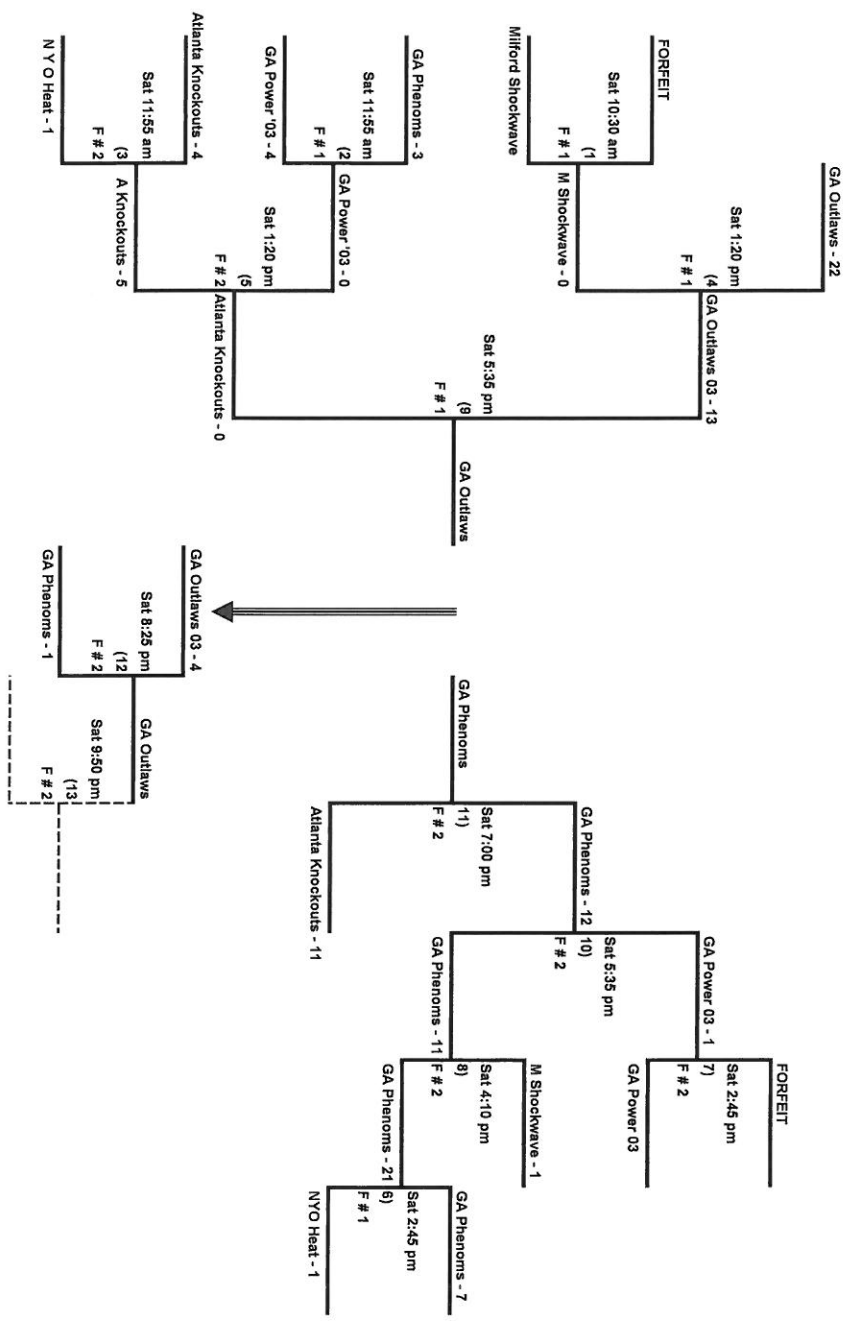 GA Outlaws - 22
Sat 1:20 pm
(4
F # 1
GA Outlaws 03 - 13
FORFEIT
Sat 10:30 am
(1
F # 1
M Shockwave - 0
Milford Shockwave
Sat 5:35 pm
(9
F # 1
GA Outlaws
GA Phenoms - 3
Sat 11:55 am
(2
F # 1
GA Power '03 - 0
GA Power '03 - 4
Sat 1:20 pm
(5
F # 2
Atlanta Knockouts - 0
Atlanta Knockouts - 4
Sat 11:55 am
(3
F # 2
A Knockouts - 5
N Y O Heat - 1
FORFEIT
Sat 2:45 pm
7)
F # 2
GA Power 03 - 1
GA Power 03
Sat 5:35 pm
10)
F # 2
GA Phenoms - 12
M Shockwave - 1
Sat 4:10 pm
8)
F # 2
GA Phenoms - 11
GA Phenoms - 7
Sat 2:45 pm
6)
F # 1
GA Phenoms - 21
NYO Heat - 1
Sat 7:00 pm
11)
F # 2
GA Phenoms
Atlanta Knockouts - 11
GA Outlaws 03 - 4
Sat 8:25 pm
(12
F # 2
GA Outlaws
GA Phenoms - 1
Sat 9:50 pm
(13
F # 2